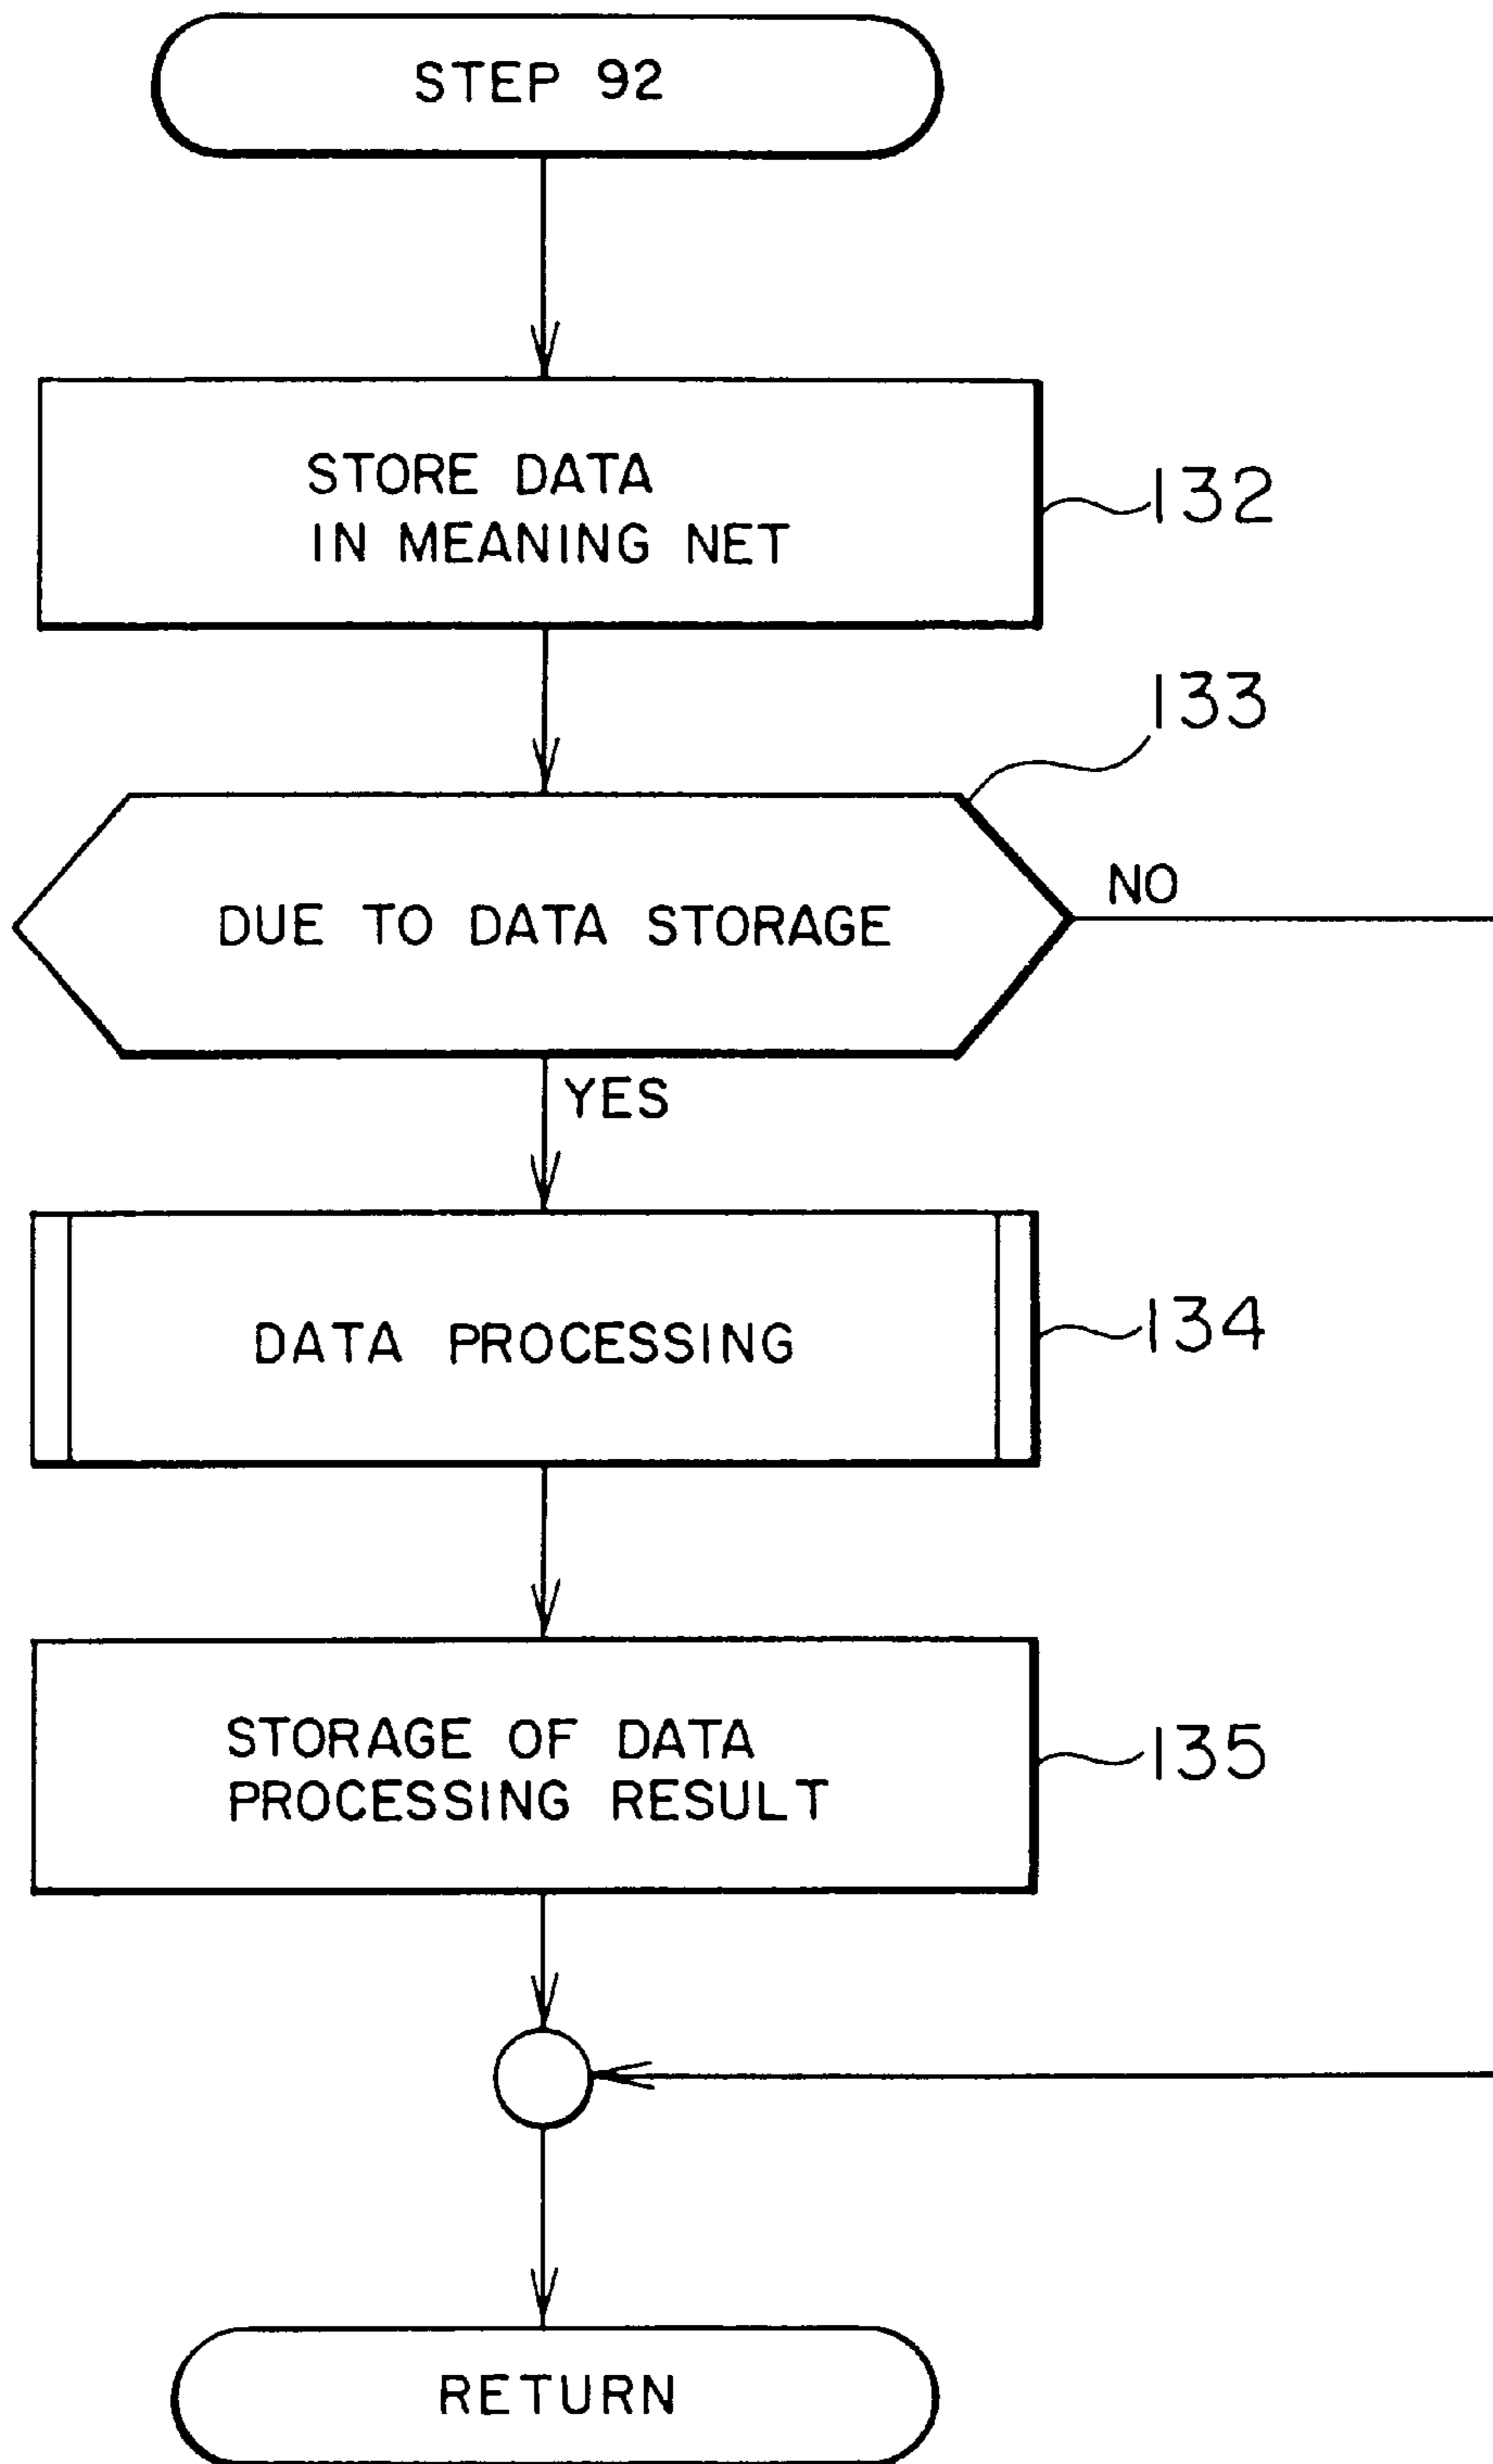 STEP 92
STORE DATA
IN MEANING NET
132
133
DUE TO DATA STORAGE
NO
YES
DATA PROCESSING
134
STORAGE OF DATA
PROCESSING RESULT
135
RETURN